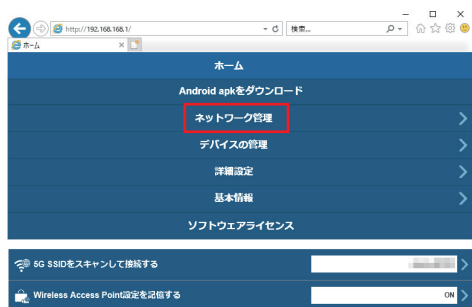 http://192.168.168.1/
検索...
ホーム
ホーム
Android apkをダウンロード
ネットワーク管理
デバイスの管理
詳細設定
基本情報
ソフトウェアライセンス
5G SSIDをスキャンして接続する
Wireless Access Point設定を記憶する
ON